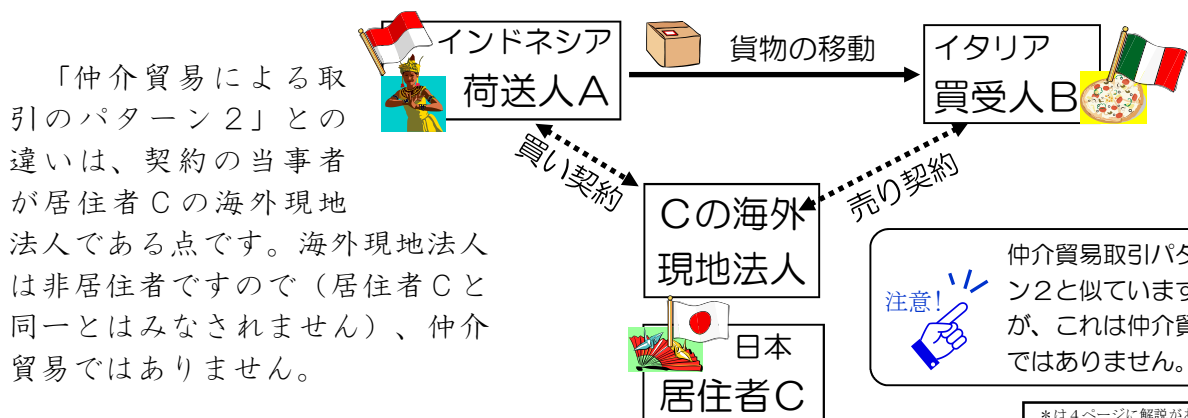 「仲介貿易による取
引のパターン2」との
違いは、契約の当事者
が居住者Cの海外現地
法人である点です。海外現地法人
は非居住者ですので（居住者Cと
同一とはみなされません）、仲介
貿易ではありません。
インドネシア
荷送人A
貨物の移動
イタリア
買受人B
買い契約
売り契約
Cの海外
現地法人
日本
居住者C
注意!
仲介貿易取引パタ
ン2と似ています
が、これは仲介貿
ではありません。
＊は4ページに解説があ